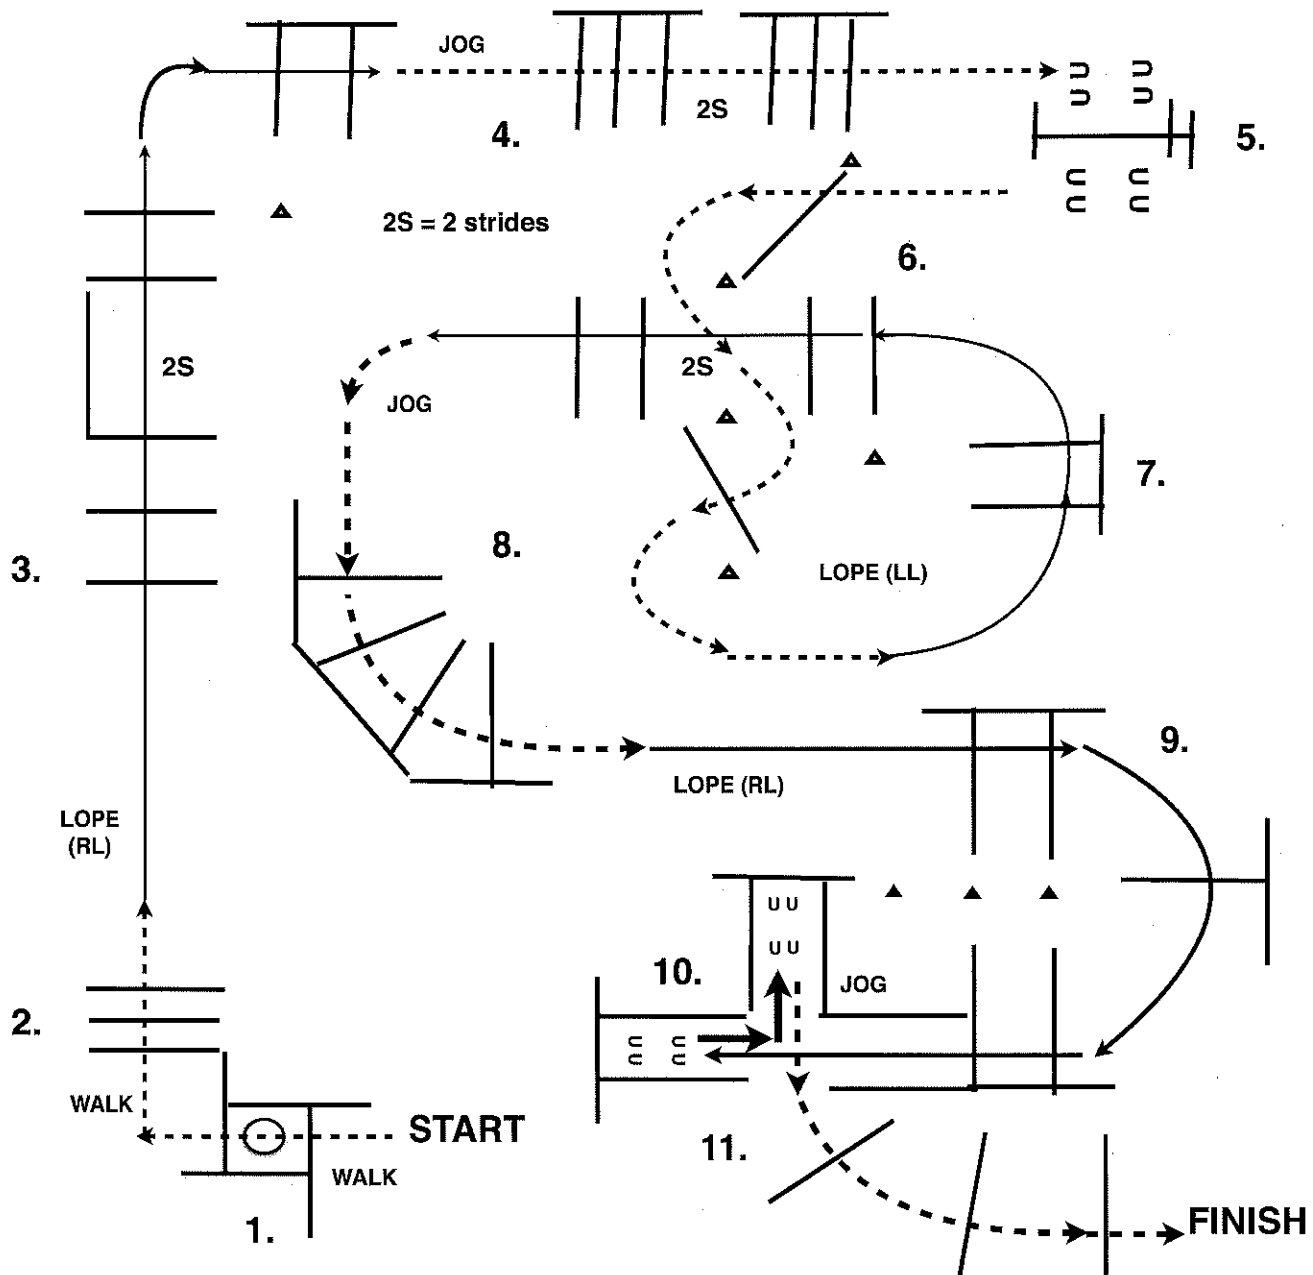 JOG
2S
4.
5.
2S = 2 strides
6.
2S
2S
JOG
7.
8.
3.
LOPE (LL)
9.
LOPE (RL)
LOPE
(RL)
10.
JOG
2.
WALK
START
11.
WALK
1.
FINISH